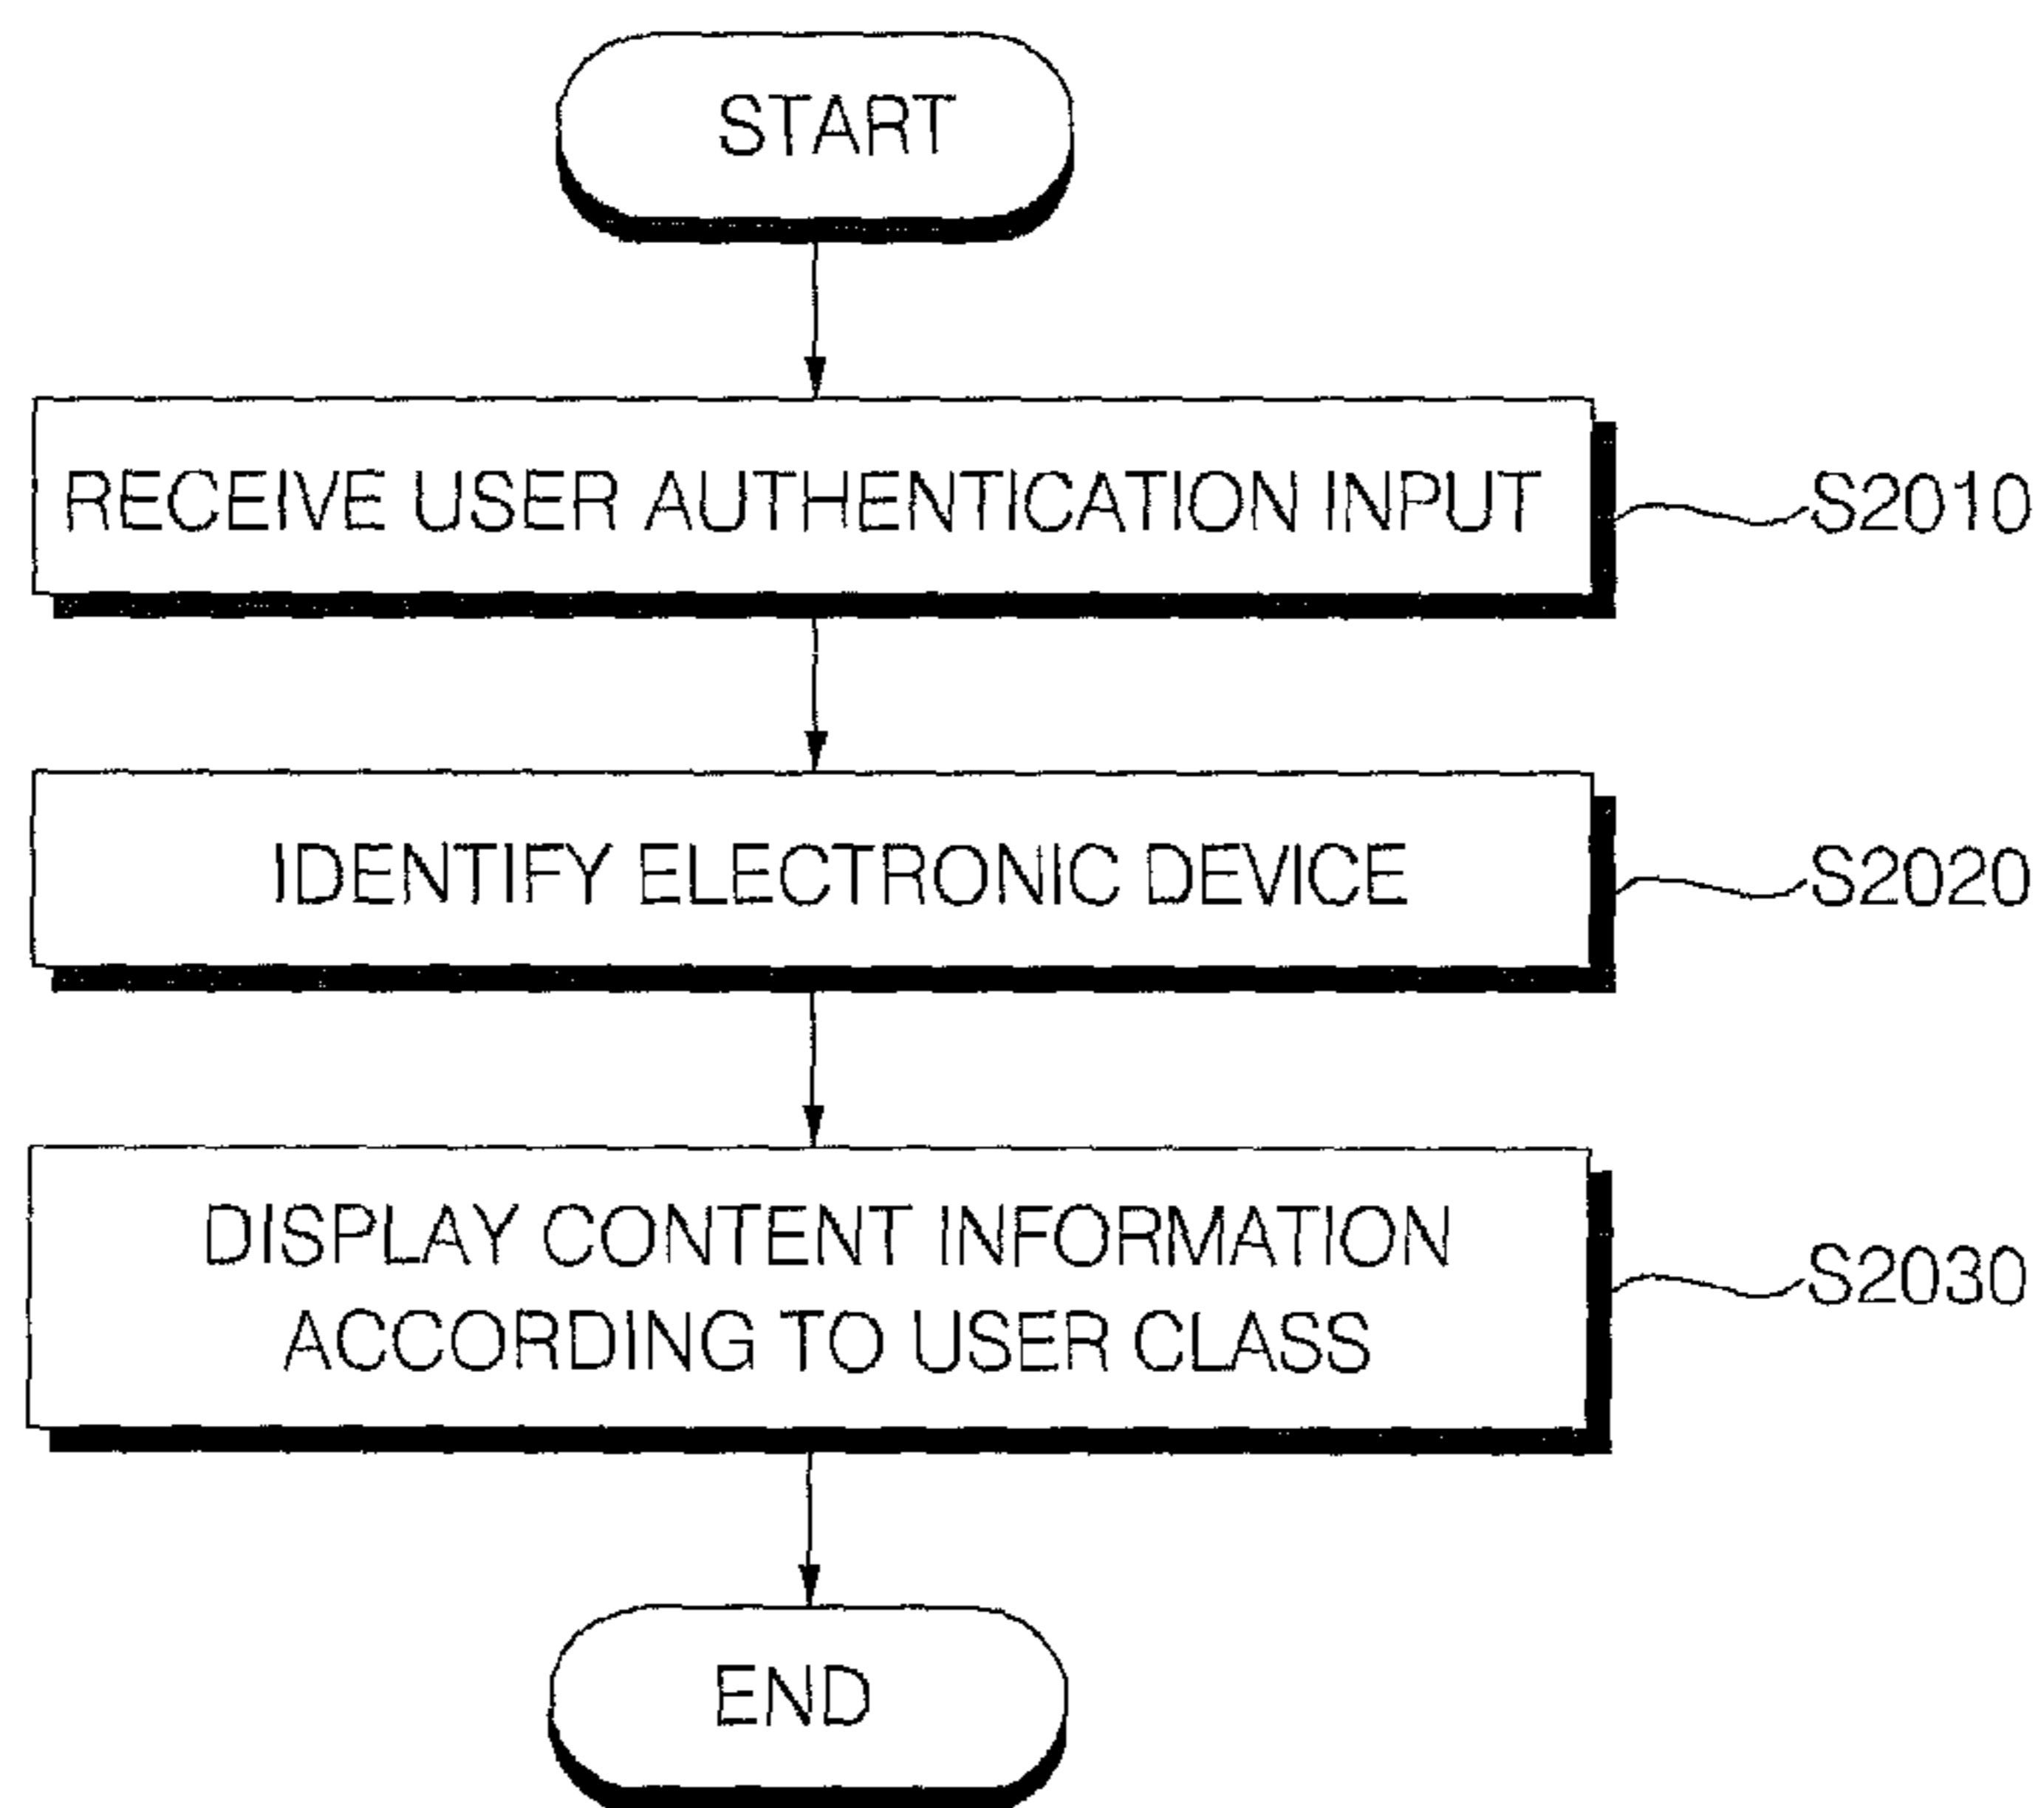 START
RECEIVE USER AUTHENTICATION INPUT
S2010
IDENTIFY ELECTRONIC DEVICE
S2020
DISPLAY CONTENT INFORMATION
ACCORDING TO USER CLASS
S2030
END